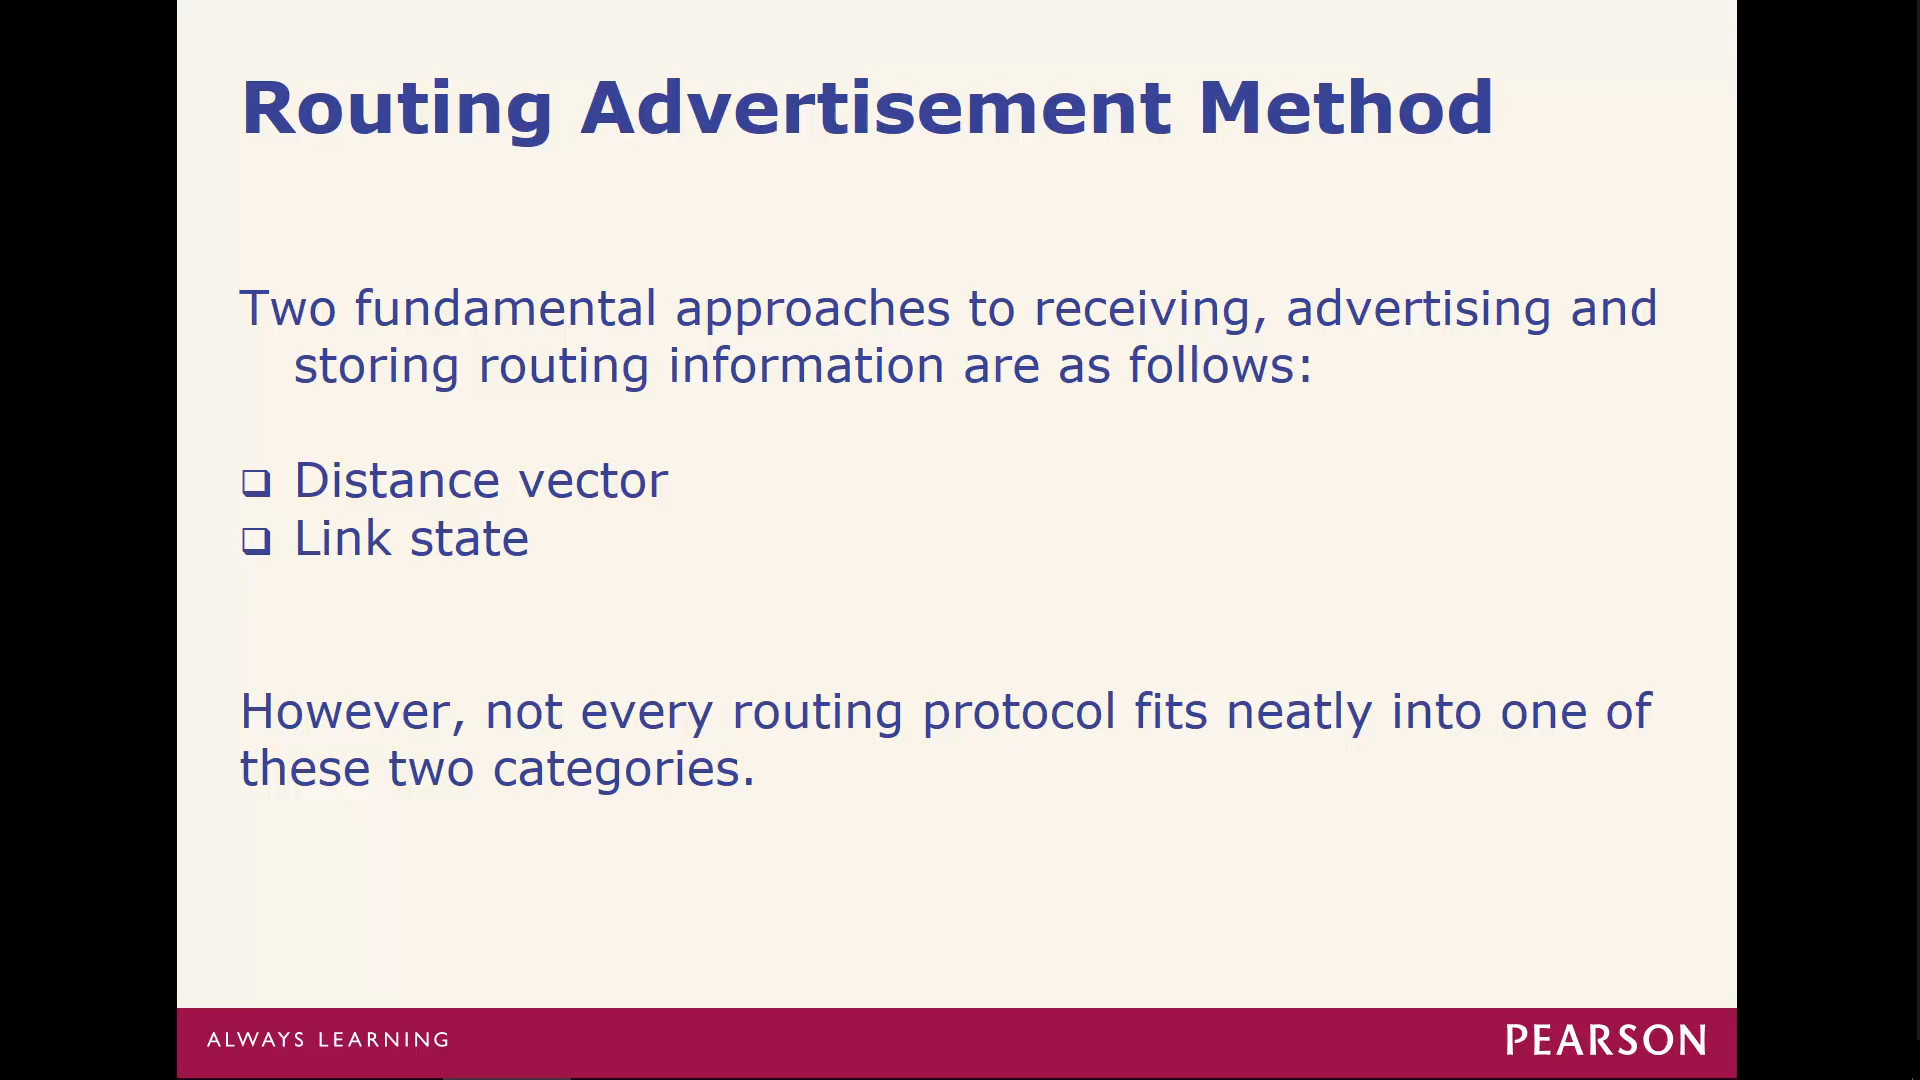 Routing Advertisement Method
Two fundamental approaches to receiving, advertising and
storing routing information are as follows:
❑ Distance vector
❑ Link state
However, not every routing protocol fits neatly into one of
these two categories.
ALWAYS LEARNING
PEARSON